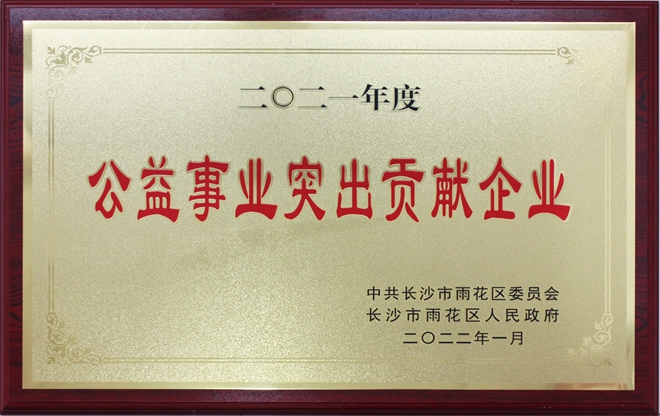 二〇二一年度
公益事业突出贡献企业
中共长沙市雨花区委员会
长沙市雨花区人民政府
二〇二二年一月